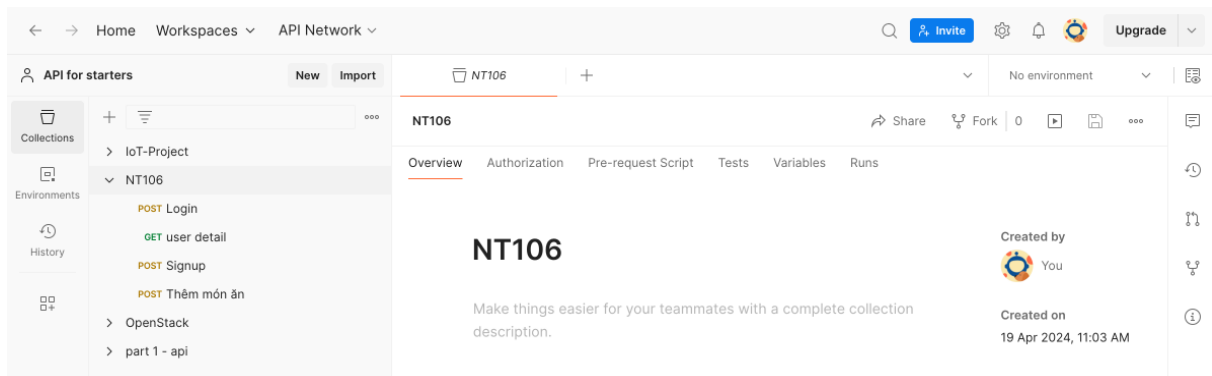 Home Workspaces API Network Invite Upgrade
API for starters New Import NT106 No environment
Collections
Environments
History
IoT-Project
NT106
POST Login
GET user detail
POST Signup
POST Thêm món ăn
OpenStack
part 1 - api
NT106 Share Fork 0
Overview Authorization Pre-request Script Tests Variables Runs
NT106
Make things easier for your teammates with a complete collection
description.
Created by
You
Created on
19 Apr 2024, 11:03 AM